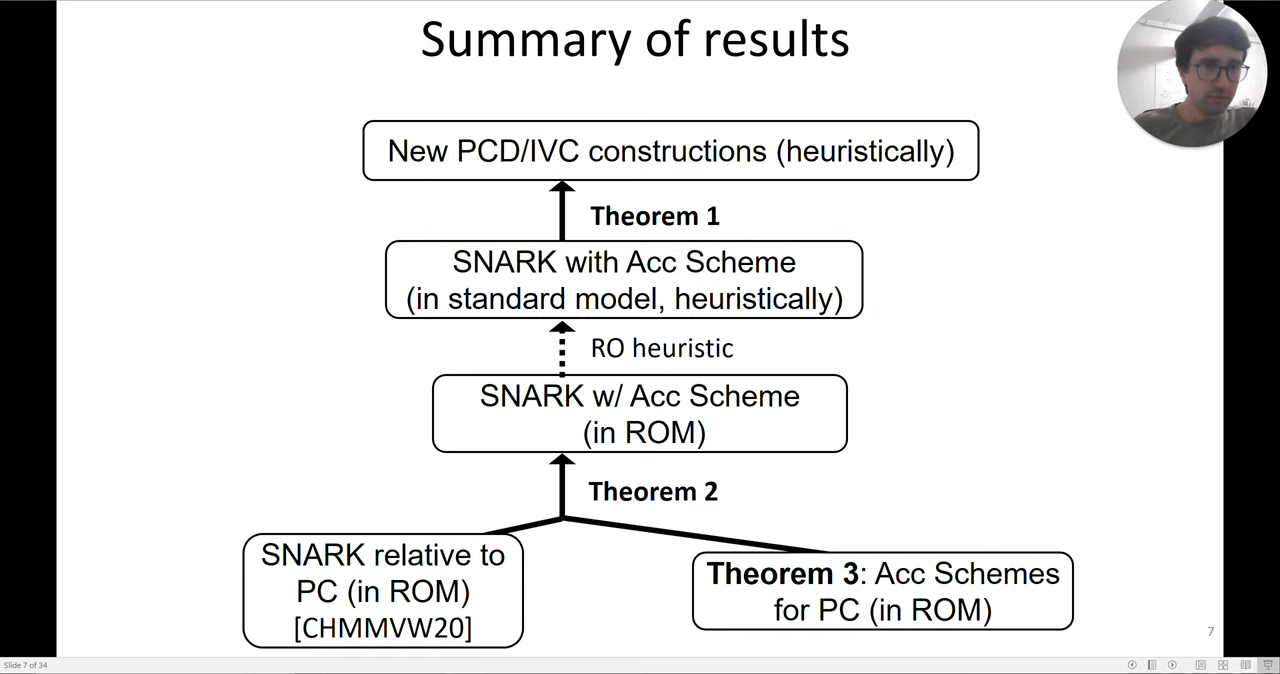 Summary of results
New PCD/IVC constructions (heuristically)
Theorem 1
SNARK with Acc Scheme
(in standard model, heuristically)
RO heuristic
SNARK w/ Acc Scheme
(in ROM)
Theorem 2
SNARK relative to
PC (in ROM)
[CHMMVW20]
Theorem 3: Acc Schemes
for PC (in ROM)
7
Slide 7 of 34